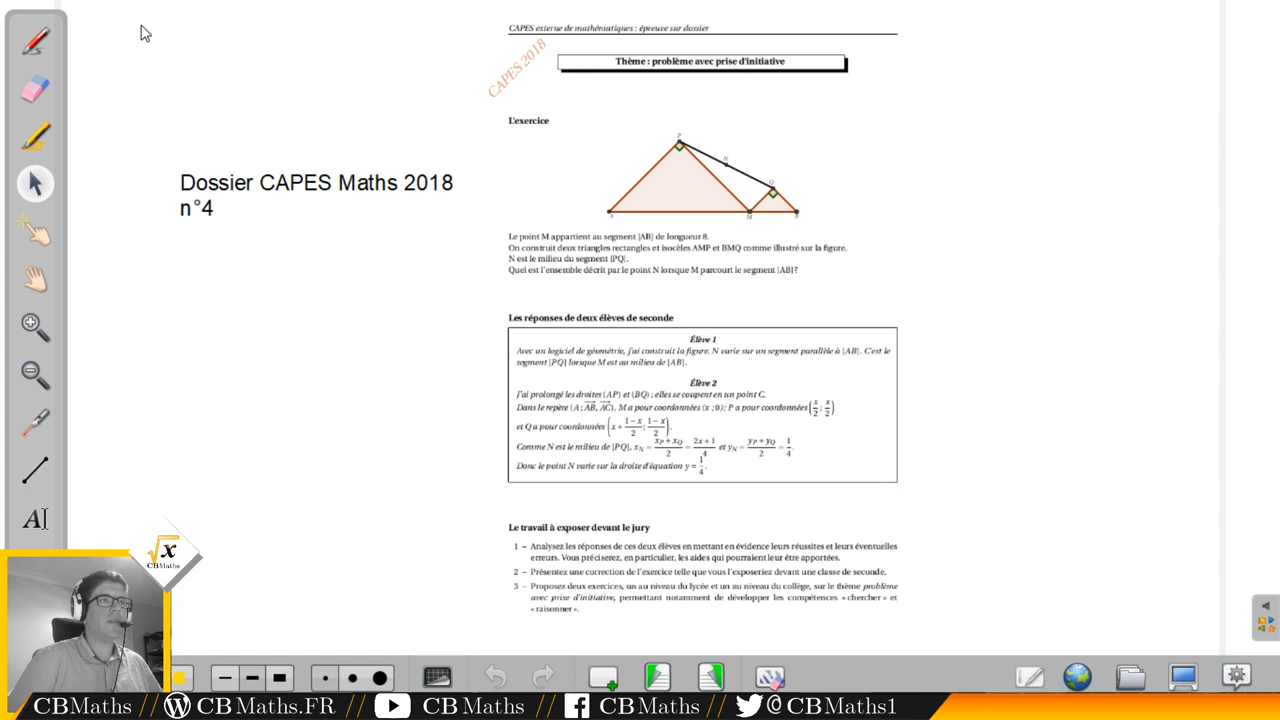 CAPES externe de mathématiques : épreuve sur dossier
CAPES 2018
Thème : problème avec prise d'initiative
L'exercice
P
N
Q
A
M
B
Dossier CAPES Maths 2018
n°4
Le point M appartient au segment [AB] de longueur 8.
On construit deux triangles rectangles et isocèles AMP et BMQ comme illustré sur la figure.
N est le milieu du segment [PQ].
Quel est l'ensemble décrit par le point N lorsque M parcourt le segment [AB] ?
Les réponses de deux élèves de seconde
Élève 1
Avec un logiciel de géométrie, j'ai construit la figure. N varie sur un segment parallèle à [AB]. C'est le
segment [PQ] lorsque M est au milieu de [AB].
Élève 2
J'ai prolongé les droites (AP) et (BQ) ; elles se coupent en un point C.
Dans le repère (A ; AB, AC), M a pour coordonnées (x ; 0) ; P a pour coordonnées (x/2 ; x/2)
et Q a pour coordonnées (x + (1−x)/2 ; (1−x)/2).
Comme N est le milieu de [PQ], xN = (xP + xQ)/2 = (2x+1)/4 et yN = (yP + yQ)/2 = 1/4.
Donc le point N varie sur la droite d'équation y = 1/4.
Le travail à exposer devant le jury
1 – Analysez les réponses de ces deux élèves en mettant en évidence leurs réussites et leurs éventuelles
erreurs. Vous préciserez, en particulier, les aides qui pourraient leur être apportées.
2 – Présentez une correction de l'exercice telle que vous l'exposeriez devant une classe de seconde.
3 – Proposez deux exercices, un au niveau du lycée et un au niveau du collège, sur le thème problème
avec prise d'initiative, permettant notamment de développer les compétences « chercher » et
« raisonner ».
√x
CBMaths
CBMaths
CBMaths.FR
CBMaths
CBMaths
@CBMaths1